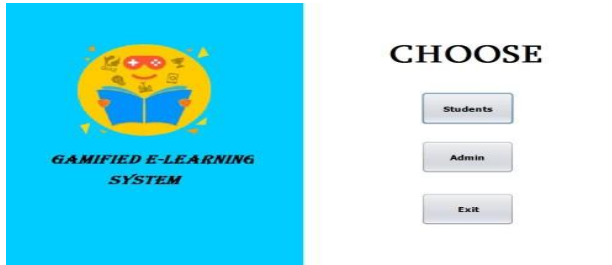 GAMIFIED E-LEARNING
SYSTEM
CHOOSE
Students
Admin
Exit